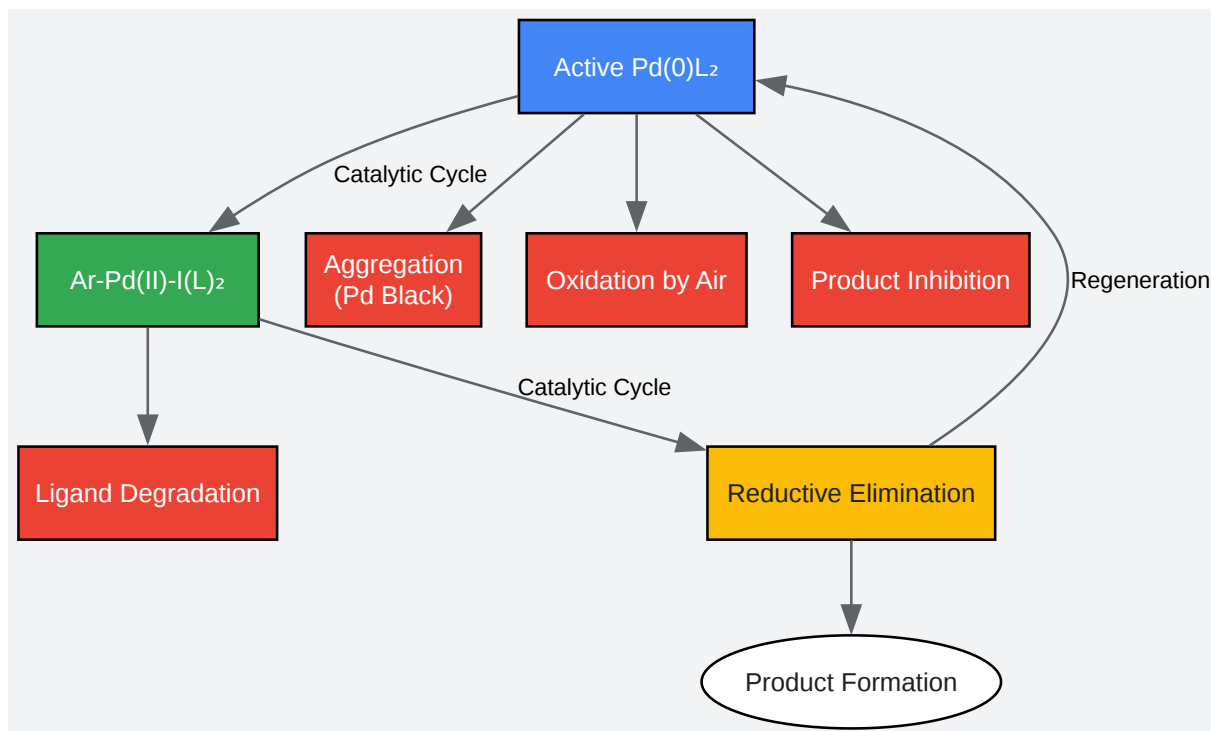 Active Pd(0)L₂
Catalytic Cycle
Ar-Pd(II)-I(L)₂
Aggregation
(Pd Black)
Oxidation by Air
Product Inhibition
Regeneration
Catalytic Cycle
Ligand Degradation
Reductive Elimination
Product Formation